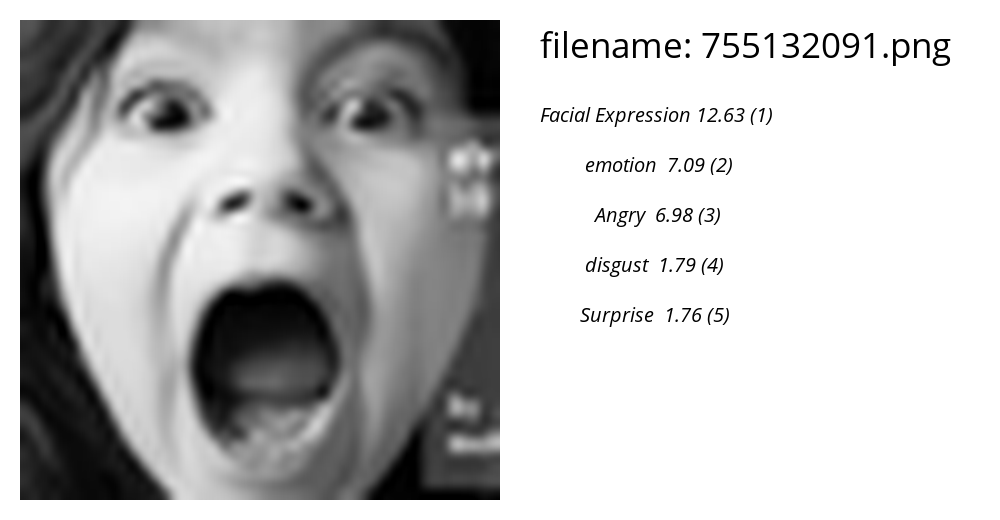 filename: 755132091.png
Facial Expression 12.63 (1)
emotion 7.09 (2)
Angry 6.98 (3)
disgust 1.79 (4)
Surprise 1.76 (5)